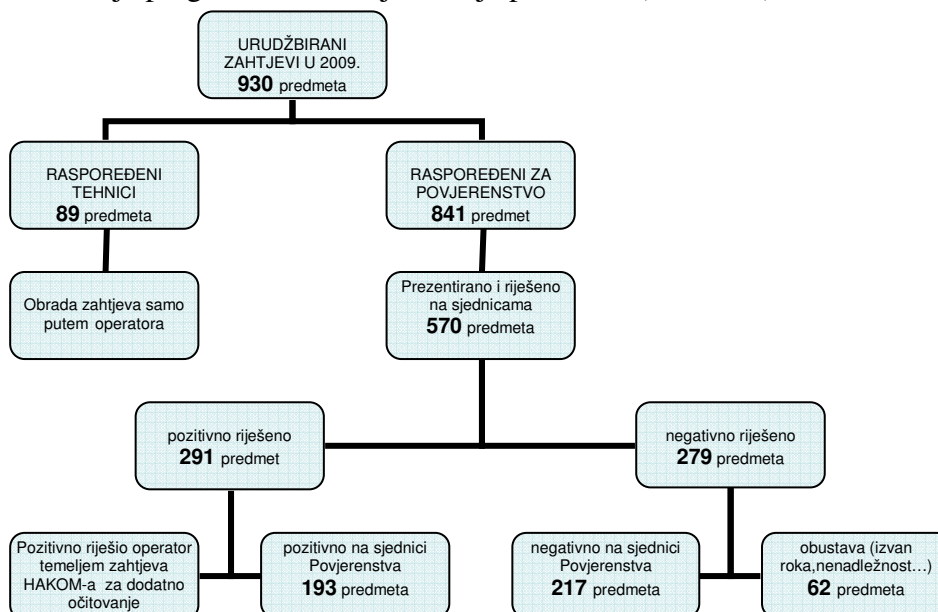 URUDŽBIRANI
ZAHTJEVI U 2009.
930 predmeta
RASPOREĐENI
TEHNICI
89 predmeta
RASPOREĐENI ZA
POVJERENSTVO
841 predmet
Obrada zahtjeva samo
putem operatora
Prezentirano i riješeno
na sjednicama
570 predmeta
pozitivno riješeno
291 predmet
negativno riješeno
279 predmeta
Pozitivno riješio operator
temeljem zahtjeva
HAKOM-a za dodatno
očitovanje
pozitivno na sjednici
Povjerenstva
193 predmeta
negativno na sjednici
Povjerenstva
217 predmeta
obustava (izvan
roka,nenadležnost...)
62 predmeta